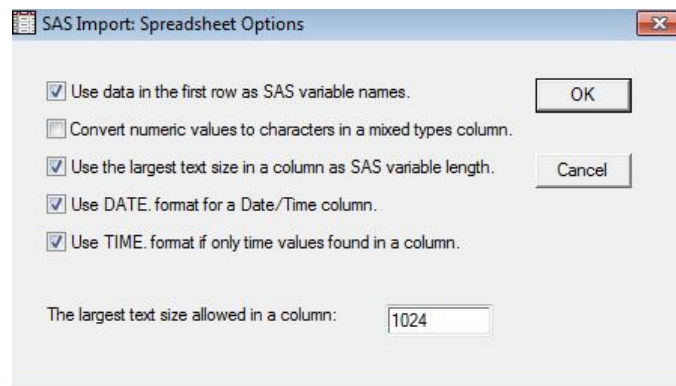 SAS Import: Spreadsheet Options
Use data in the first row as SAS variable names.
OK
Convert numeric values to characters in a mixed types column.
Use the largest text size in a column as SAS variable length.
Cancel
Use DATE. format for a Date/Time column.
Use TIME. format if only time values found in a column.
The largest text size allowed in a column:
1024